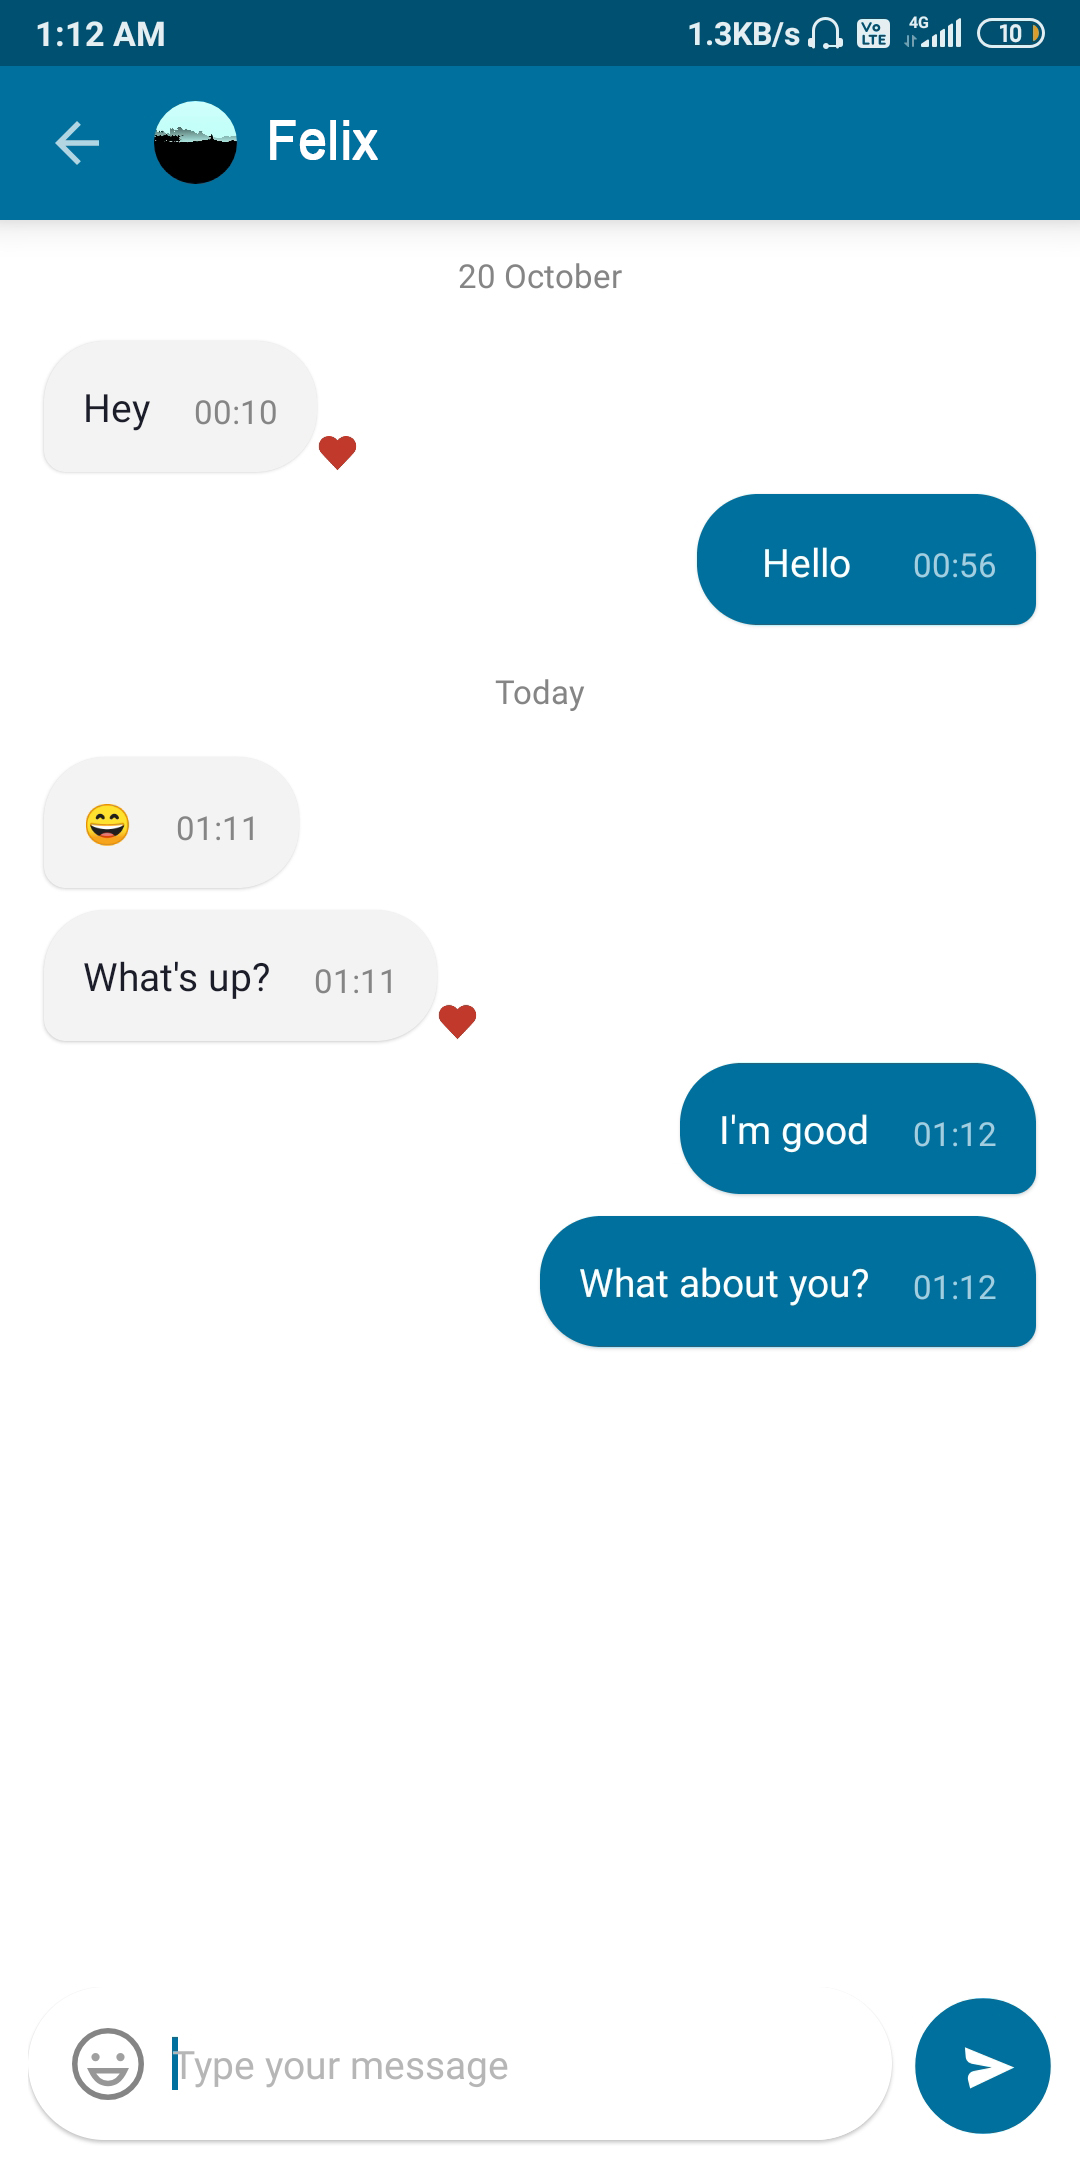 1:12 AM 1.3KB/s Vo LTE 4G 10
Felix
20 October
Hey 00:10
Hello 00:56
Today
😄 01:11
What's up? 01:11
I'm good 01:12
What about you? 01:12
Type your message